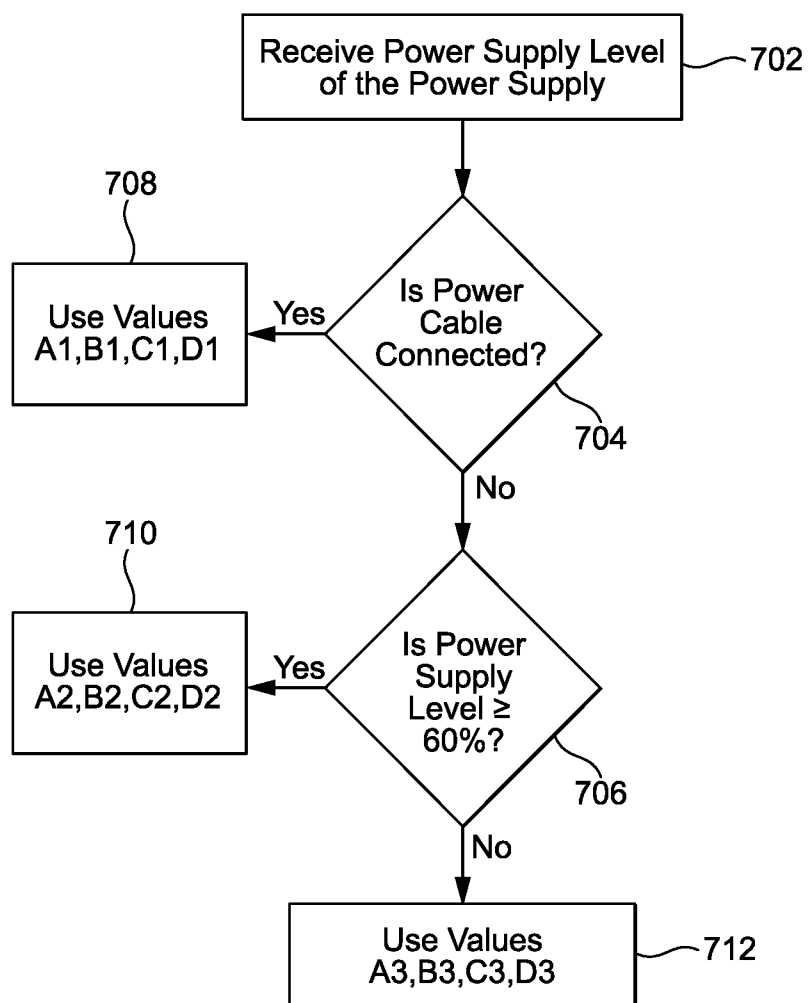 Receive Power Supply Level
of the Power Supply
702
708
Use Values
A1,B1,C1,D1
Yes
Is Power
Cable
Connected?
704
No
710
Use Values
A2,B2,C2,D2
Yes
Is Power
Supply
Level ≥
60%?
706
No
Use Values
A3,B3,C3,D3
712